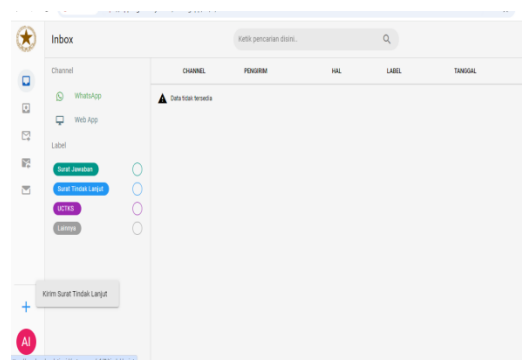 Inbox
Ketik pencarian disini..
Channel
WhatsApp
Web App
Label
Surat Jawaban
Surat Tindak Lanjut
UCTKS
Lainnya
CHANNEL PENGIRIM HAL LABEL TANGGAL
Data tidak tersedia
Kirim Surat Tindak Lanjut
AI